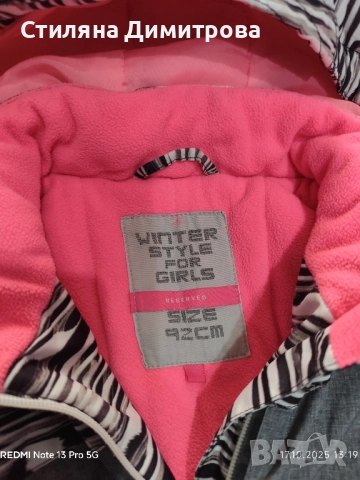 Стиляна Димитрова
WINTER
STYLE
FOR
GIRLS
RESERVED
SIZE
92CM
REDMI Note 13 Pro 5G
17.10.2025 13:19
BAZAR